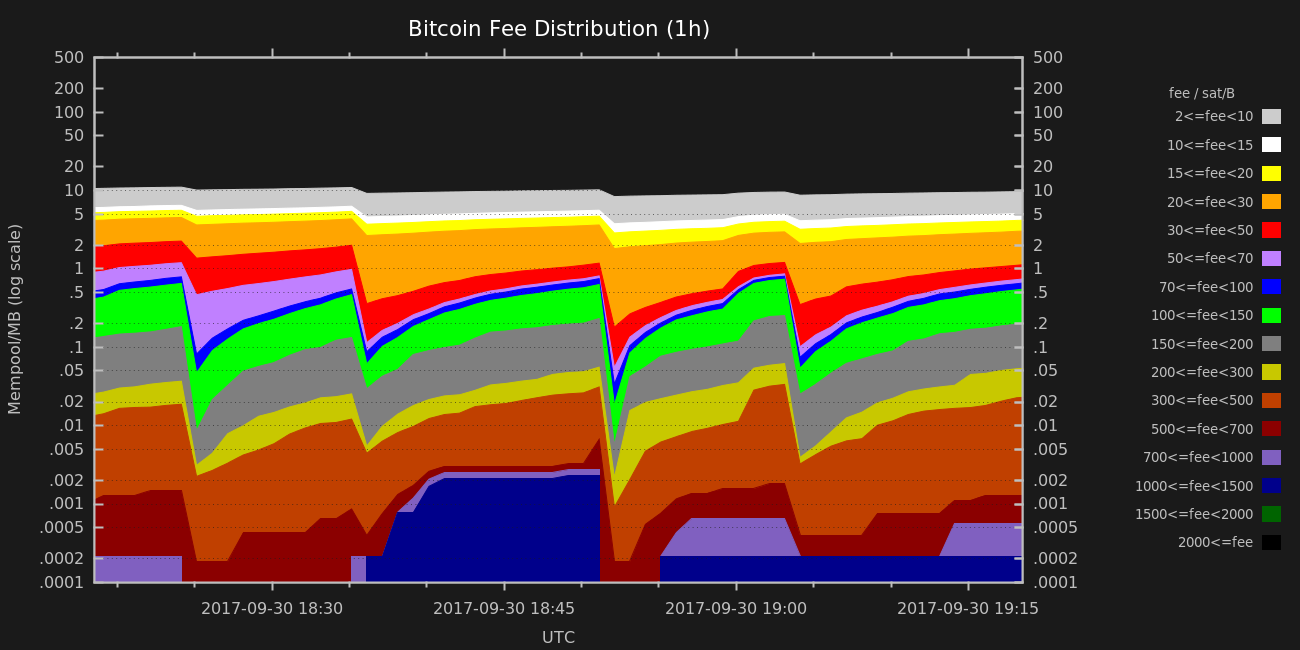 Bitcoin Fee Distribution (1h)
Mempool/MB (log scale)
500 500
200 200
100 100
50 50
20 20
10 10
5 5
2 2
1 1
.5 .5
.2 .2
.1 .1
.05 .05
.02 .02
.01 .01
.005 .005
.002 .002
.001 .001
.0005 .0005
.0002 .0002
.0001 .0001
2017-09-30 18:30 2017-09-30 18:45 2017-09-30 19:00 2017-09-30 19:15
UTC
fee / sat/B
2<=fee<10
10<=fee<15
15<=fee<20
20<=fee<30
30<=fee<50
50<=fee<70
70<=fee<100
100<=fee<150
150<=fee<200
200<=fee<300
300<=fee<500
500<=fee<700
700<=fee<1000
1000<=fee<1500
1500<=fee<2000
2000<=fee